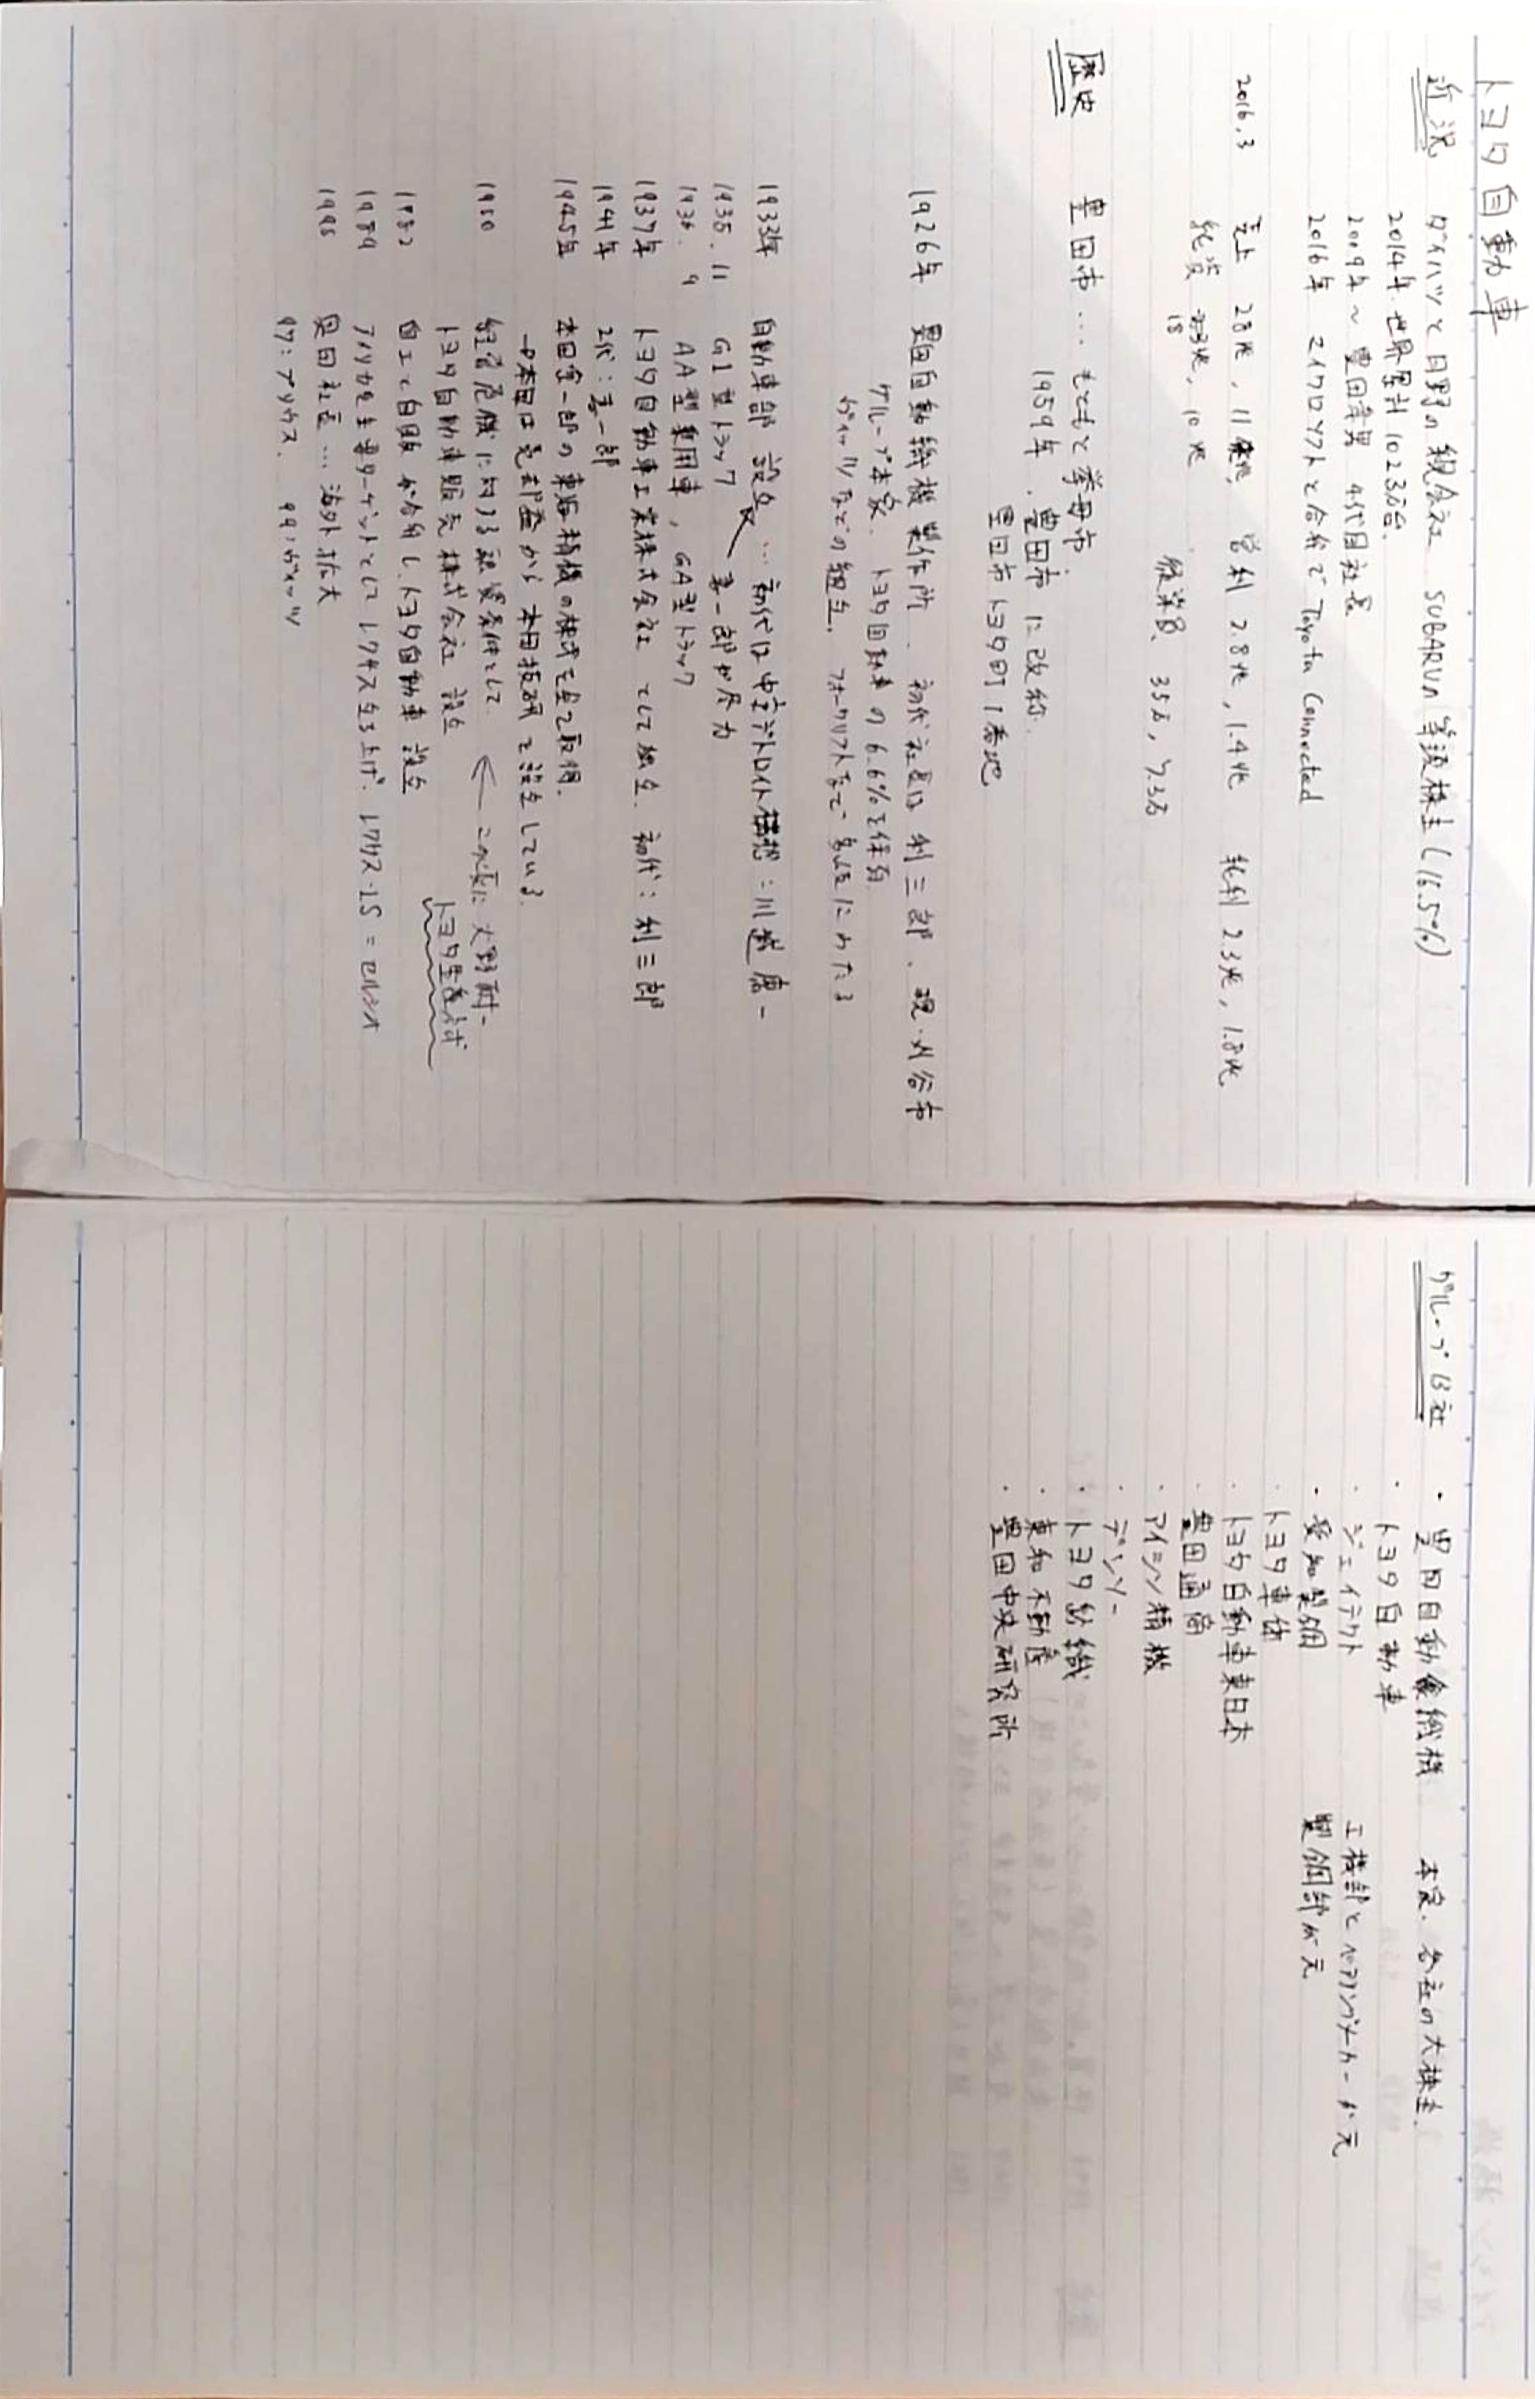 トヨタ自動車
近況 ダイハツと日野の親会社 SUBARUの筆頭株主(16.5%)
2014年 世界累計 1023万台.
2009年～ 豊田章男 4代目社長
2016年 マイクロソフトと合弁で Toyota Connected
2016.3 売上 28兆, 11兆, 営利 2.8兆, 1.4兆 純利 2.3兆, 1.8兆
純資 18兆, 10兆
従業員、35万, 7.3万
歴史 豊田市 … もともと挙母市.
1959年. 豊田市 に改称.
豊田市トヨタ町1番地
1926年 豊田自動織機製作所. 初代社長は 利三郎. 現・刈谷市
グループ本家. トヨタ自動車の 6.6%を保有
ヴィッツなどの組立. フォークリフトなど 多岐にわたる
1933年 自動車部 設立 … 初代は中京デトロイト構想:川越庸一
1935.11 G1型トラック 喜一郎が尽力
1936.9 AA型乗用車, GA型トラック
1937年 トヨタ自動車工業株式会社 として独立. 初代:利三郎
1941年 2代:喜一郎
1945年 本田宗一郎の東海精機の株式を全て取得.
→本田は売却益から 本田技研を設立している.
1950 経営危機に対する融資条件として ← この頃に 大野耐一
トヨタ自動車販売株式会社 設立 トヨタ生産方式
1982 自工と自販が合併し、トヨタ自動車 設立
1989 アメリカを主要ターゲットとしてレクサス立ち上げ. レクサス・LS = セルシオ
1995 奥田社長 … 海外拡大
97:プリウス. 99:ヴィッツ
グループ13社 ・豊田自動織機 本家. 各社の大株主.
・トヨタ自動車
・ジェイテクト 工機部とベアリングメーカーが元
・愛知製鋼 製鋼部が元
・トヨタ車体
・トヨタ自動車東日本
・豊田通商
・アイシン精機
・デンソー
・トヨタ紡織
・東和不動産
・豊田中央研究所